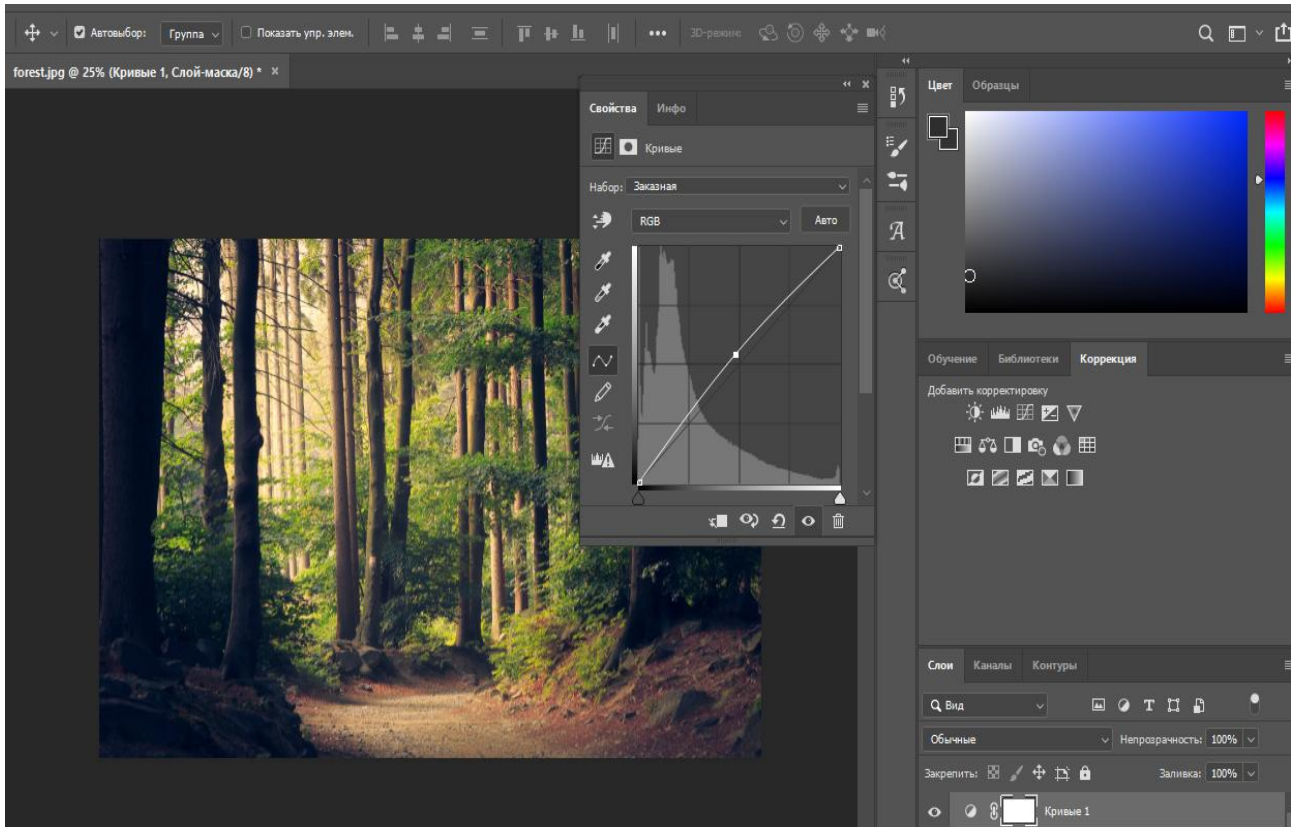 Автовыбор: Группа Показать упр. элем. 3D-режим:
forest.jpg @ 25% (Кривые 1, Слой-маска/8) * ×
Свойства Инфо
Кривые
Набор: Заказная
RGB Авто
Цвет Образцы
Обучение Библиотеки Коррекция
Добавить корректировку
Слои Каналы Контуры
Вид
Обычные Непрозрачность: 100%
Закрепить: Заливка: 100%
Кривые 1